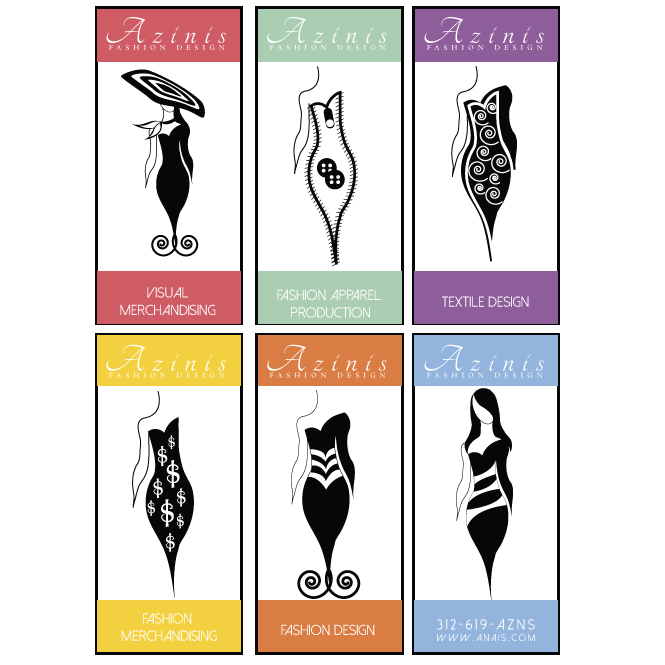 Azinis
FASHION DESIGN
VISUAL
MERCHANDISING
Azinis
FASHION DESIGN
FASHION APPAREL
PRODUCTION
Azinis
FASHION DESIGN
TEXTILE DESIGN
Azinis
FASHION DESIGN
$
$
$
$
$
$
$
$
$
FASHION
MERCHANDISING
Azinis
FASHION DESIGN
FASHION DESIGN
Azinis
FASHION DESIGN
312-619-AZNS
WWW.ANAIS.COM